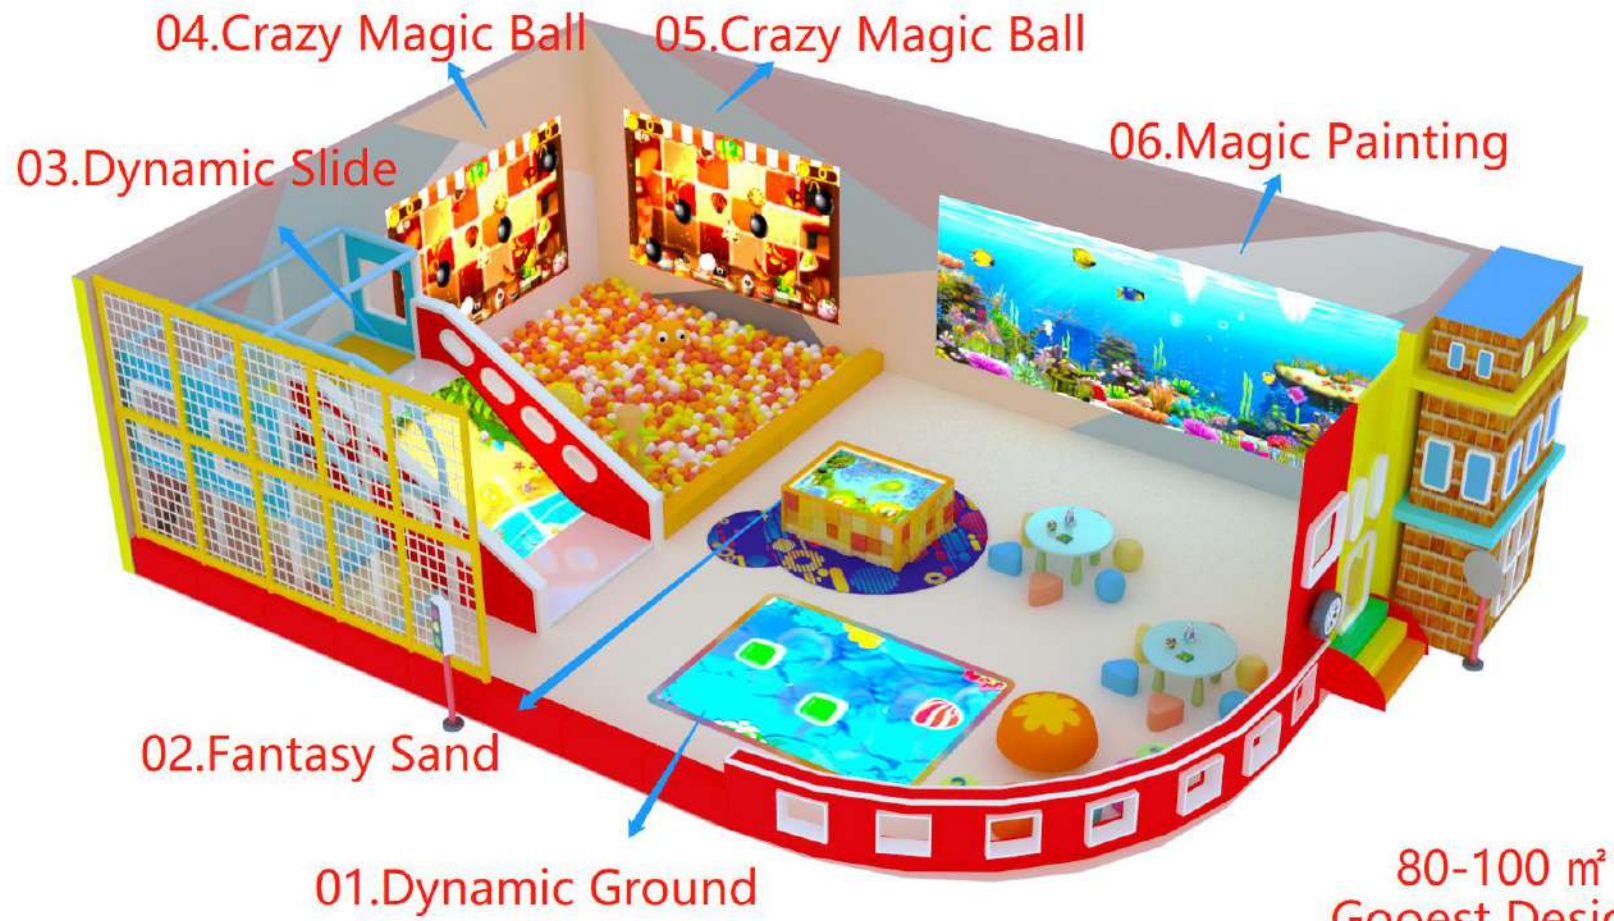 04.Crazy Magic Ball 05.Crazy Magic Ball
06.Magic Painting
03.Dynamic Slide
02.Fantasy Sand
01.Dynamic Ground
80-100 ㎡